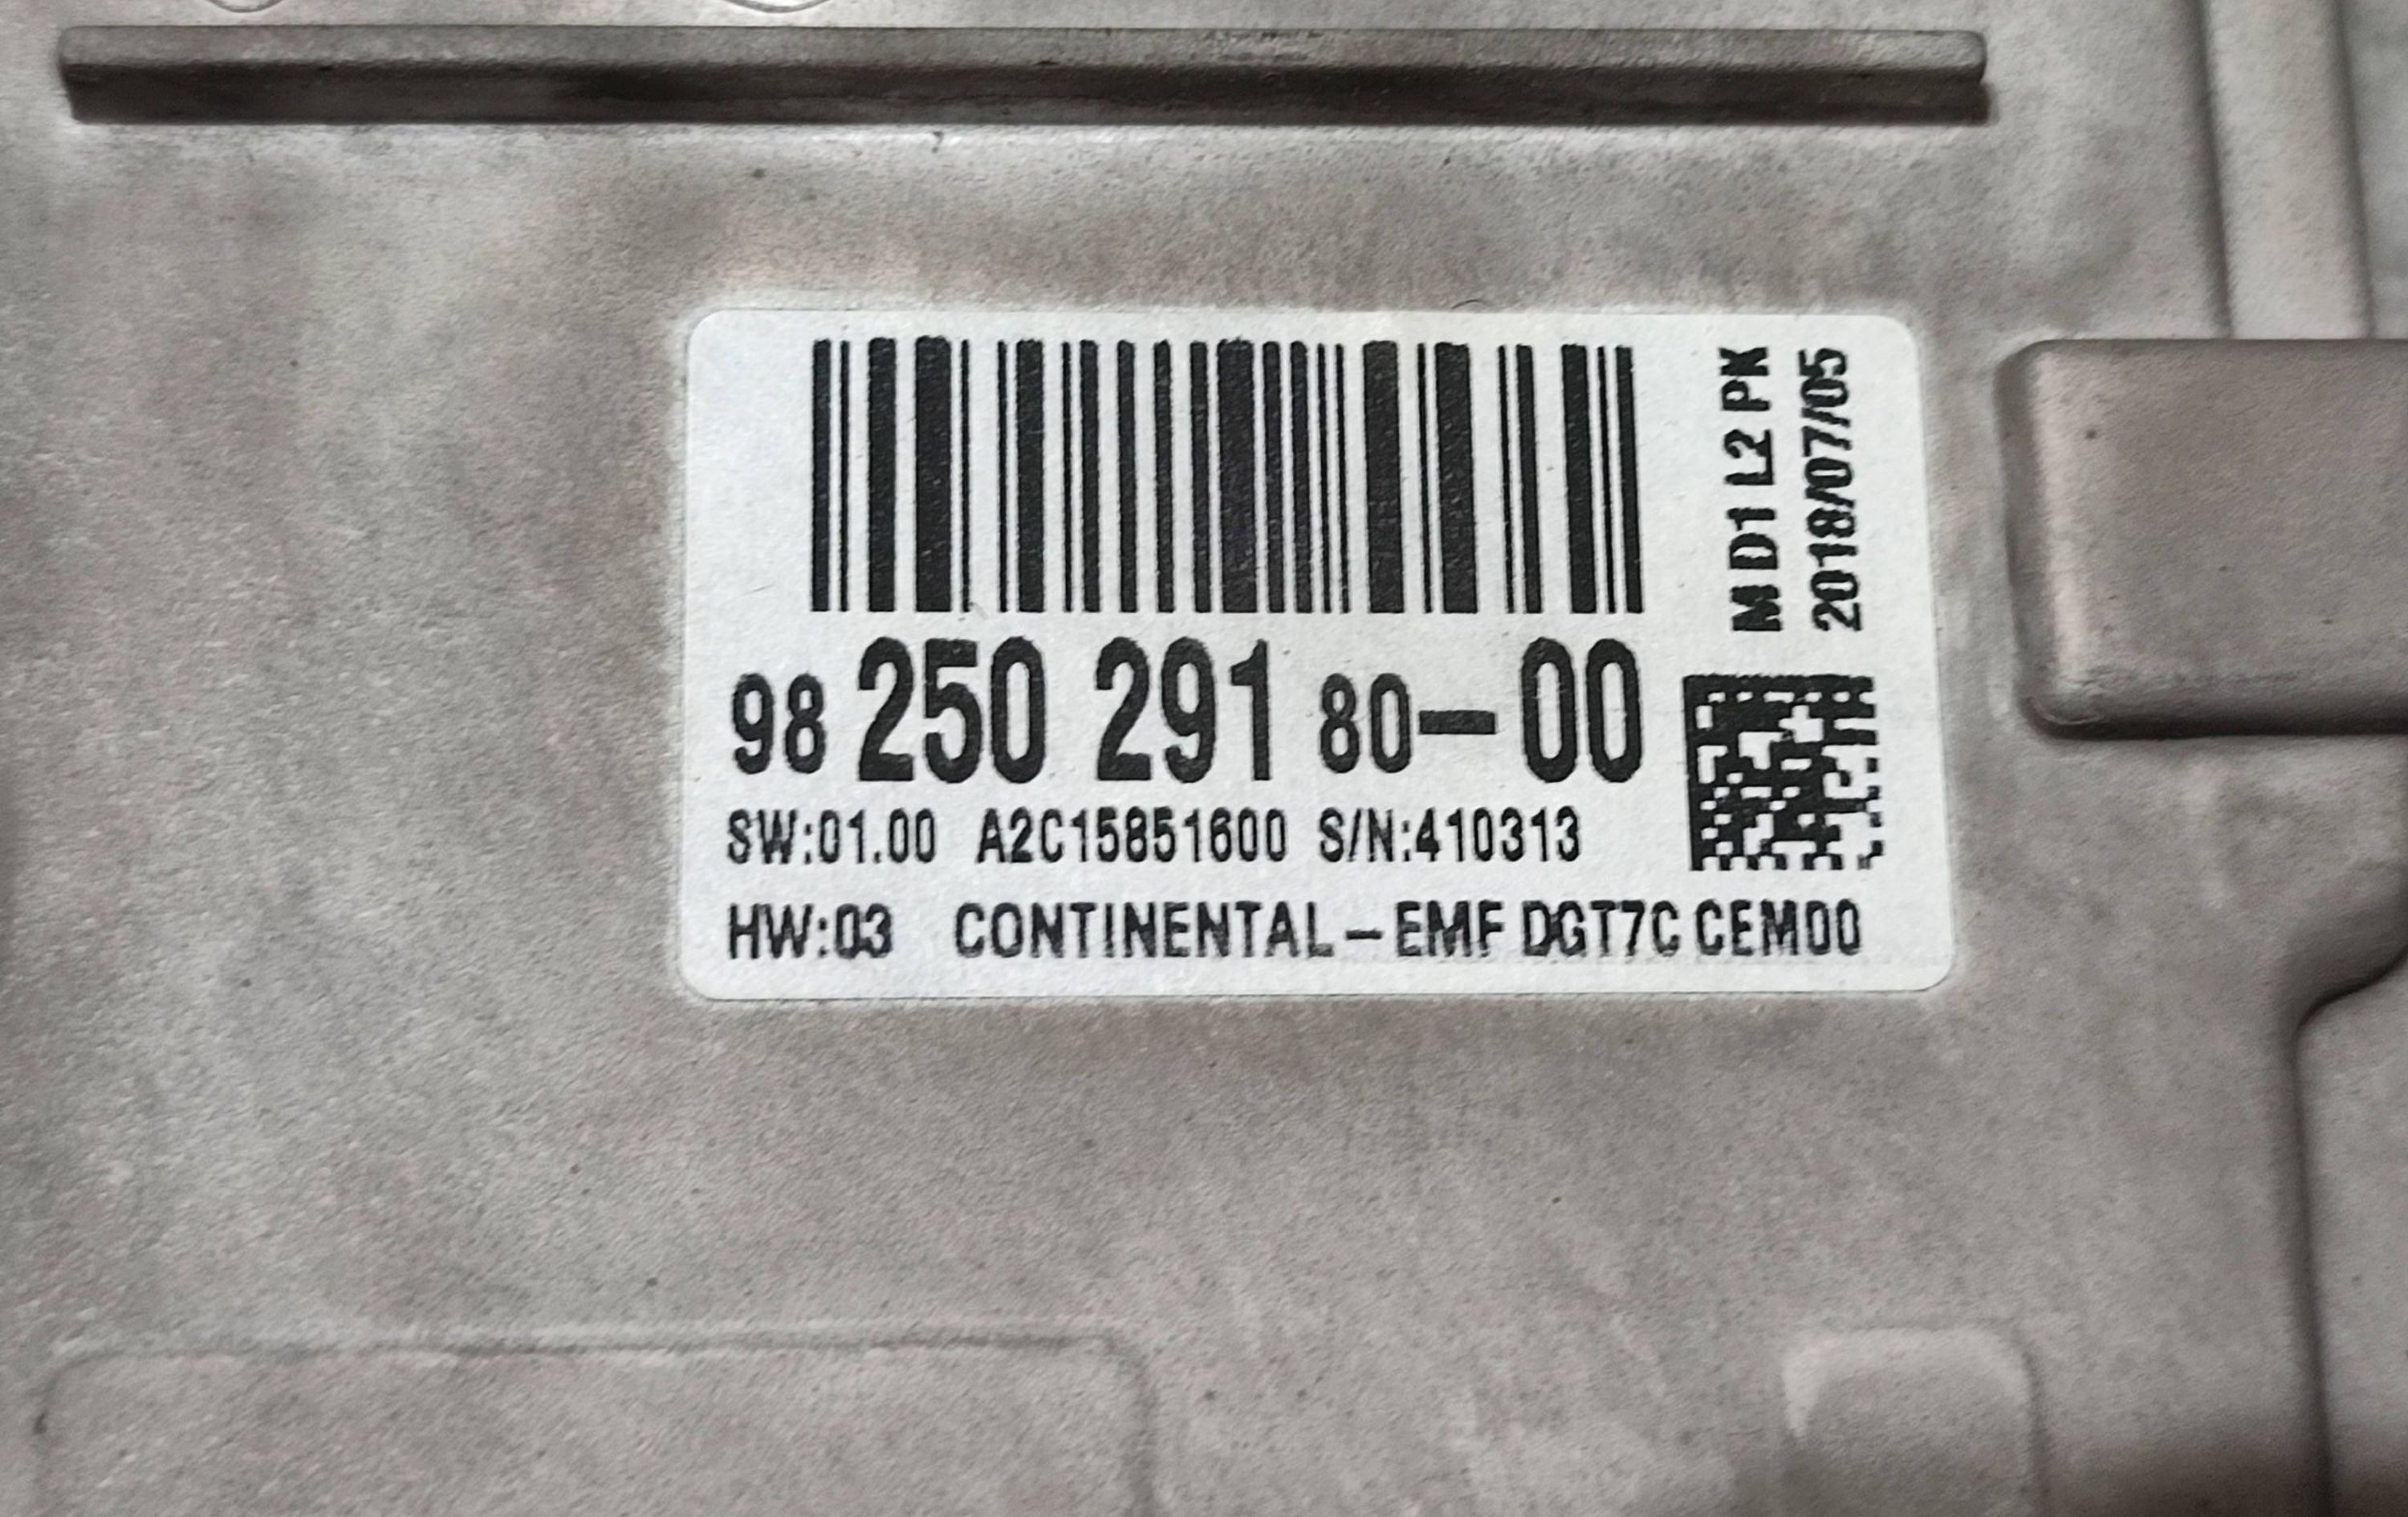 98 250 291 80-00
SW:01.00 A2C15851600 S/N:410313
HW:03 CONTINENTAL-EMF DGT7C CEM00
MD1 L2 PK
2018/07/05